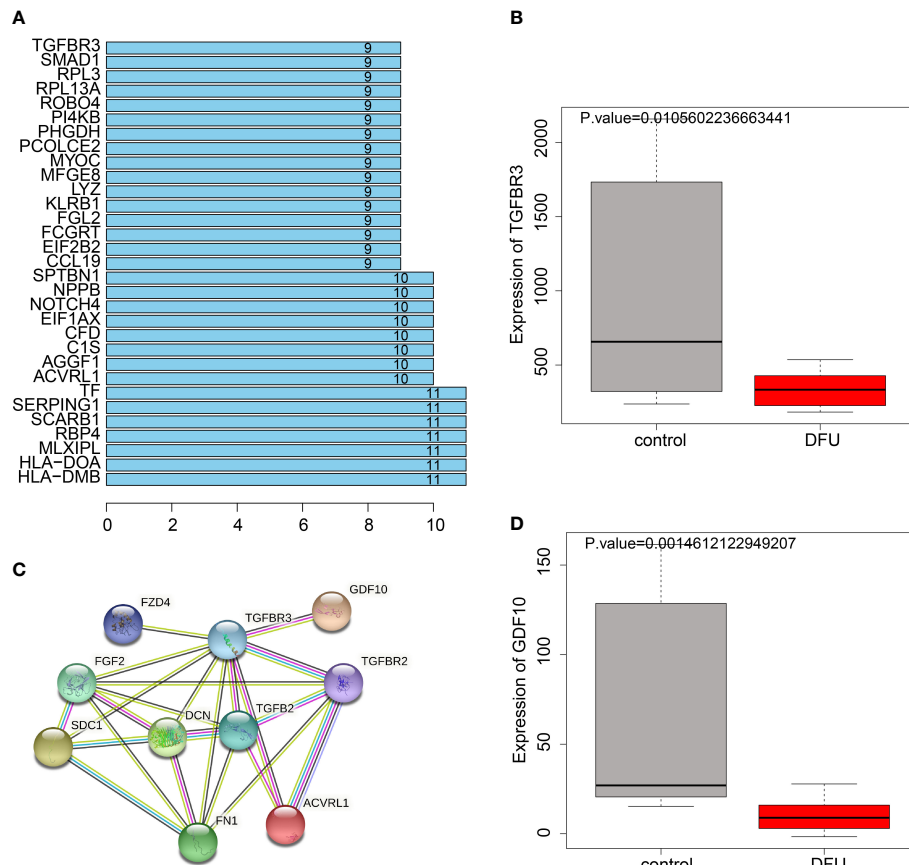 A
TGFBR3 9
SMAD1 9
RPL3 9
RPL13A 9
ROBO4 9
PI4KB 9
PHGDH 9
PCOLCE2 9
MYOC 9
MFGE8 9
LYZ 9
KLRB1 9
FGL2 9
FCGRT 9
EIF2B2 9
CCL19 9
SPTBN1 10
NPPB 10
NOTCH4 10
EIF1AX 10
CFD 10
C1S 10
AGGF1 10
ACVRL1 10
TF 11
SERPING1 11
SCARB1 11
RBP4 11
MLXIPL 11
HLA−DOA 11
HLA−DMB 11
0 2 4 6 8 10
B
P.value=0.0105602236663441
Expression of TGFBR3
2000
1500
1000
500
control DFU
C
GDF10
FZD4
TGFBR3
FGF2
TGFBR2
DCN
TGFB2
SDC1
ACVRL1
FN1
D
P.value=0.0014612122949207
Expression of GDF10
150
100
50
0
control DFU